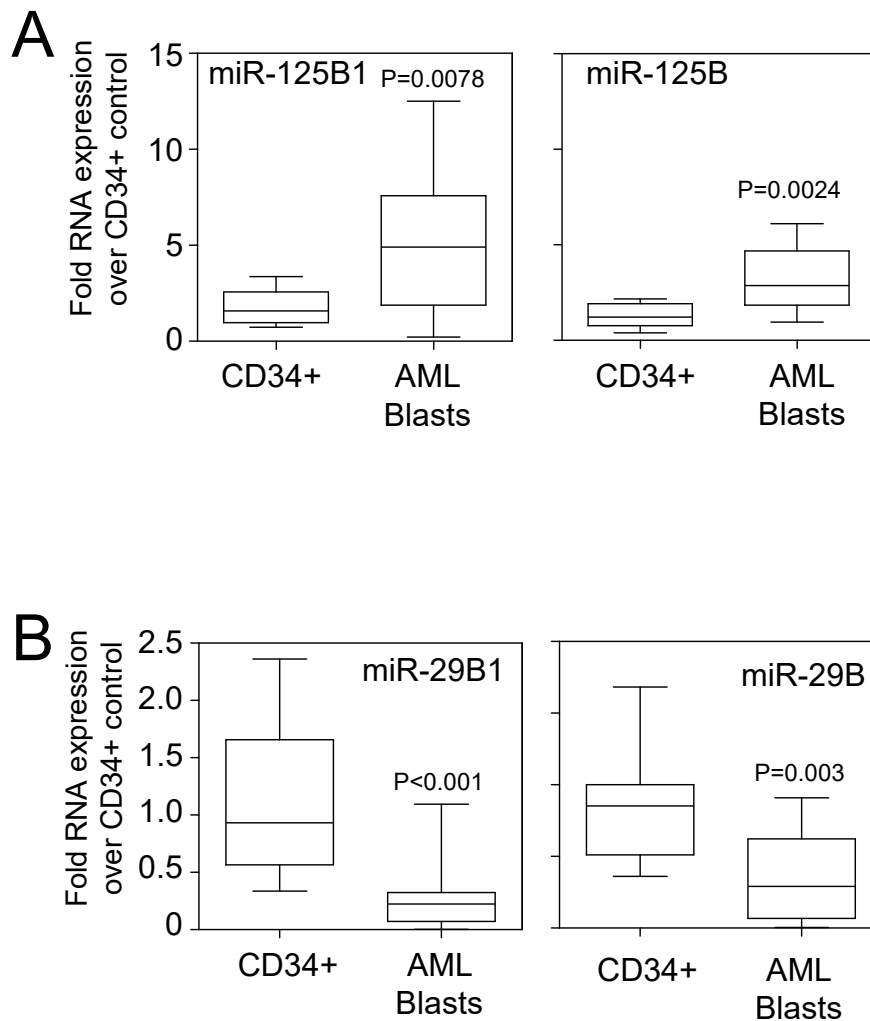 A
Fold RNA expression
over CD34+ control
15
10
5
0
miR-125B1
P=0.0078
CD34+
AML
Blasts
miR-125B
P=0.0024
CD34+
AML
Blasts
B
Fold RNA expression
over CD34+ control
2.5
2.0
1.5
1.0
0.5
0
miR-29B1
P<0.001
CD34+
AML
Blasts
miR-29B
P=0.003
CD34+
AML
Blasts